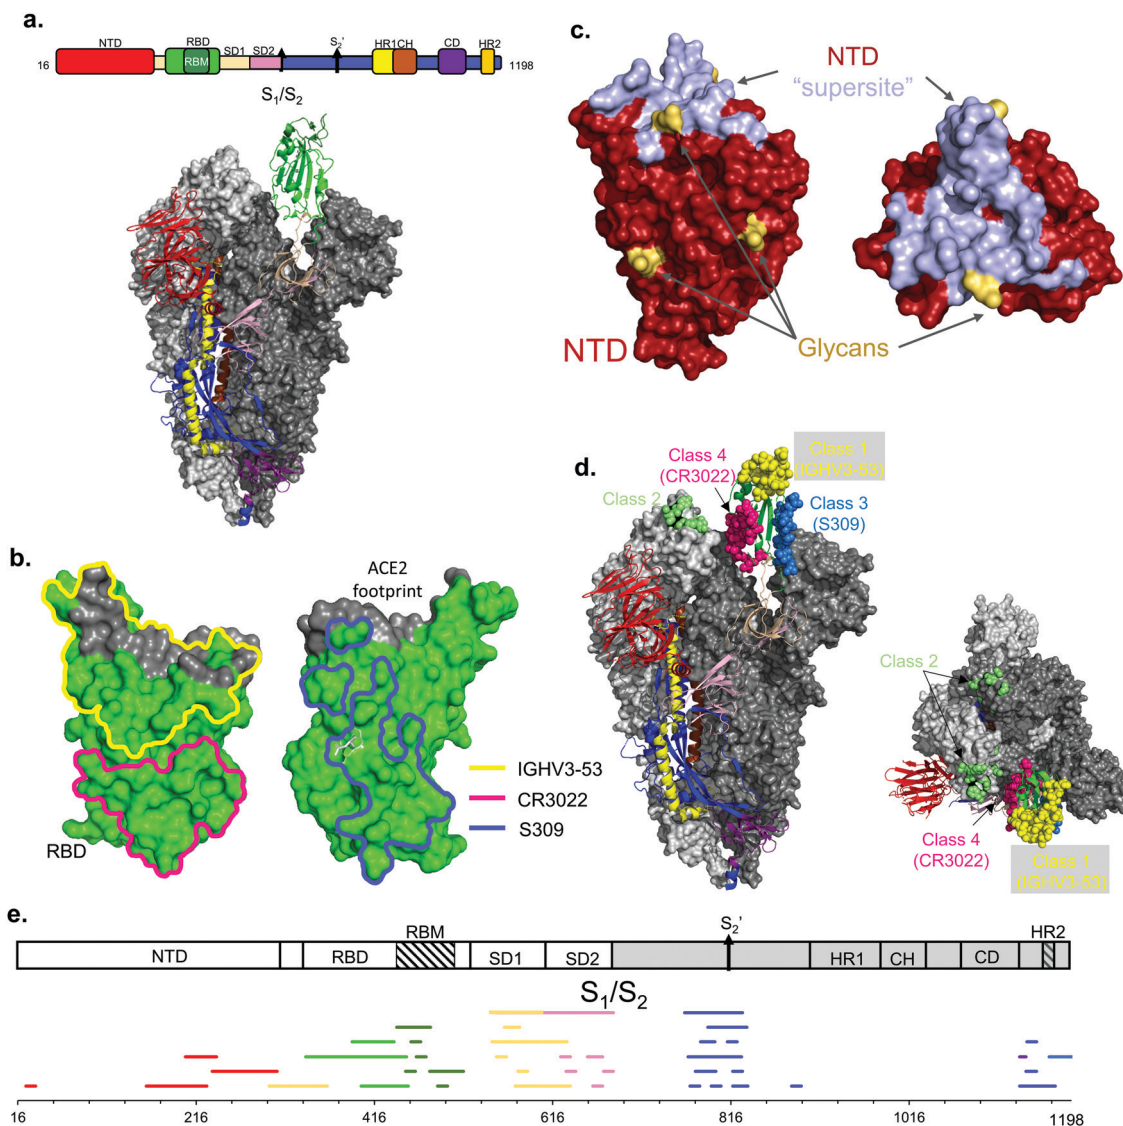 a.
NTD
RBD
RBM
SD1
SD2
S2'
HR1
CH
CD
HR2
16
1198
S1/S2
b.
ACE2
footprint
RBD
IGHV3-53
CR3022
S309
c.
NTD
“supersite”
NTD
Glycans
d.
Class 4
(CR3022)
Class 1
(IGHV3-53)
Class 2
Class 3
(S309)
Class 2
Class 4
(CR3022)
Class 1
(IGHV3-53)
e.
RBM
S2'
HR2
NTD
RBD
SD1
SD2
HR1
CH
CD
S1/S2
16
216
416
616
816
1016
1198